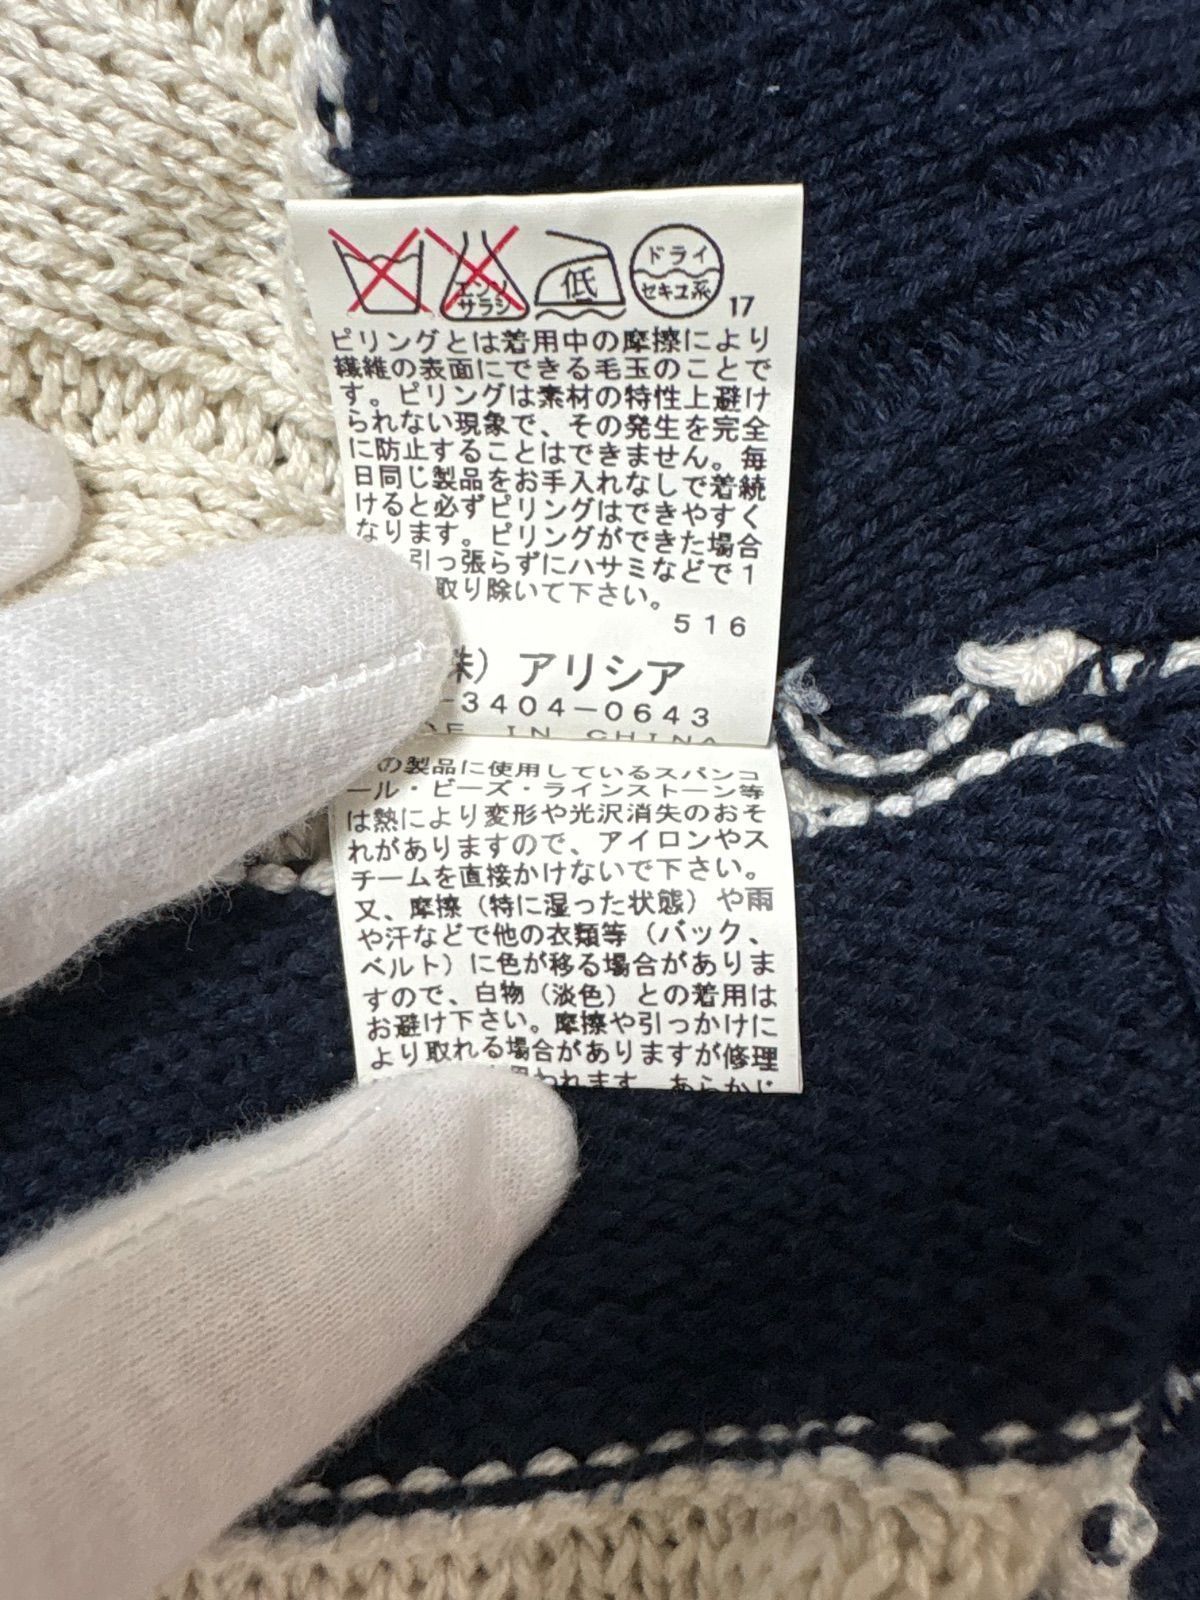 エンソ
サラシ
低
ドライ
セキユ系
17
ピリングとは着用中の摩擦により
繊維の表面にできる毛玉のことで
す。ピリングは素材の特性上避け
られない現象で、その発生を完全
に防止することはできません。毎
日同じ製品をお手入れなしで着続
けると必ずピリングはできやすく
なります。ピリングができた場合
引っ張らずにハサミなどで1
取り除いて下さい。
516
株) アリシア
-3404-0643
DE IN CHINA
の製品に使用しているスパンコ
ール・ビーズ・ラインストーン等
は熱により変形や光沢消失のおそ
れがありますので、アイロンやス
チームを直接かけないで下さい。
又、摩擦(特に湿った状態)や雨
や汗などで他の衣類等(バック、
ベルト)に色が移る場合がありま
すので、白物(淡色)との着用は
お避け下さい。摩擦や引っかけに
より取れる場合がありますが修理
思われます。あらかじ